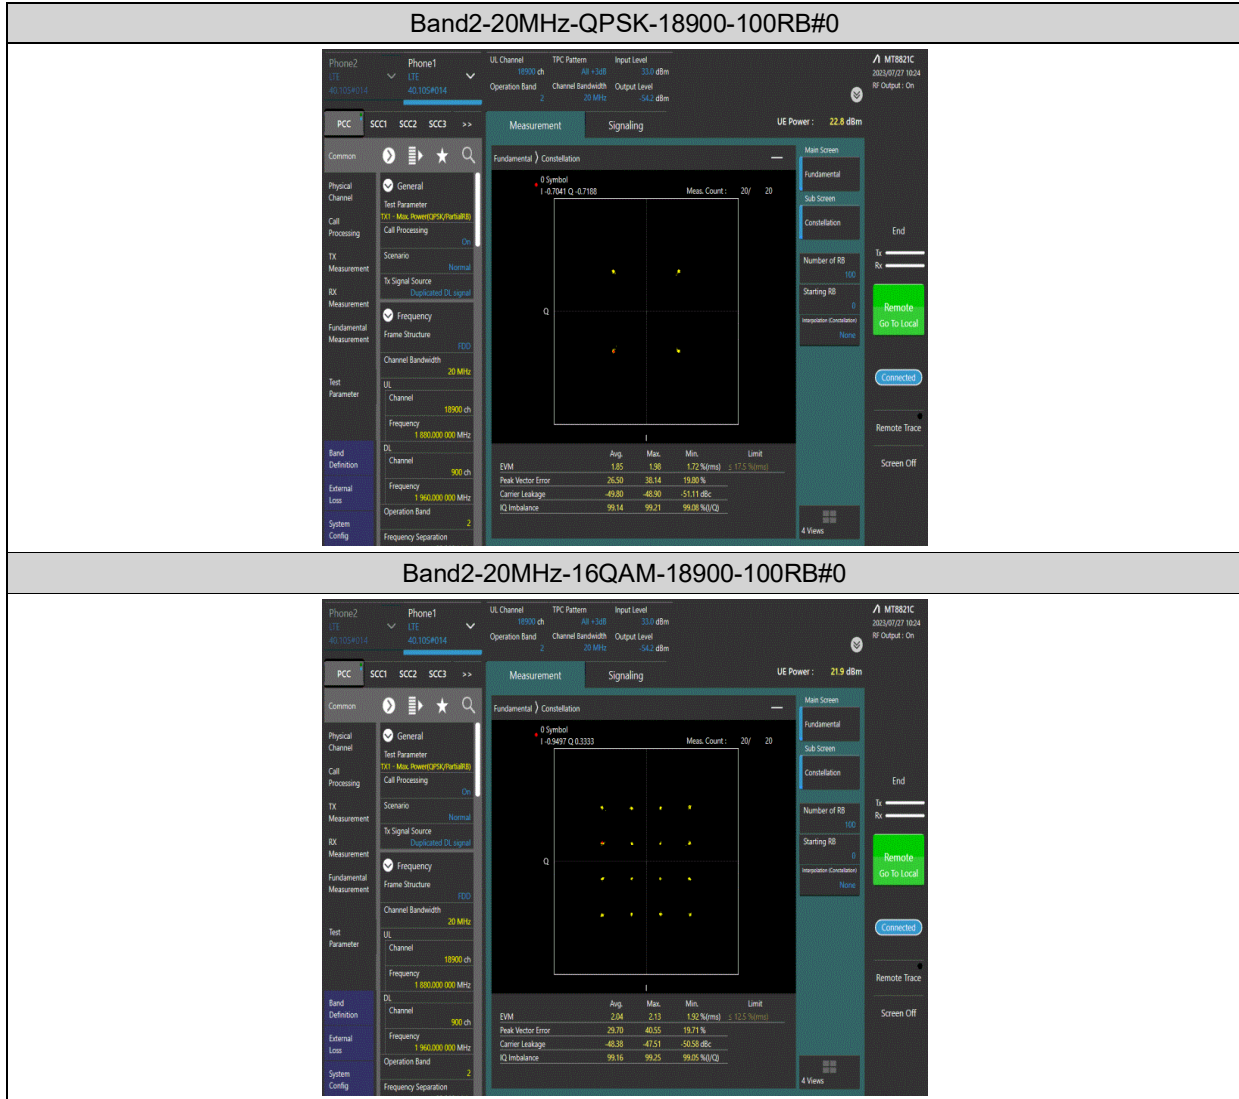 Band2-20MHz-QPSK-18900-100RB#0
Phone2
LTE
40.105#014
Phone1
LTE
40.105#014
UL Channel
18900 ch
TPC Pattern
All +3dB
Input Level
33.0 dBm
Operation Band
2
Channel Bandwidth
20 MHz
Output Level
-54.2 dBm
MT8821C
2023/07/27 10:24
RF Output : On
PCC SCC1 SCC2 SCC3 >>
Measurement Signaling
UE Power : 22.8 dBm
Common
Physical Channel
Call Processing
TX Measurement
RX Measurement
Fundamental Measurement
Test Parameter
Band Definition
External Loss
System Config
General
Test Parameter
TX1 - Max. Power(QPSK/PartialRB)
Call Processing
On
Scenario
Normal
Tx Signal Source
Duplicated DL signal
Frequency
Frame Structure
FDD
Channel Bandwidth
20 MHz
UL
Channel
18900 ch
Frequency
1 880.000 000 MHz
DL
Channel
900 ch
Frequency
1 960.000 000 MHz
Operation Band
2
Frequency Separation
Fundamental 〉 Constellation
0 Symbol
I -0.7041 Q -0.7188
Meas. Count : 20/ 20
Q
I
Avg. Max. Min. Limit
EVM 1.85 1.98 1.72 %(rms) ≤ 17.5 %(rms)
Peak Vector Error 26.50 38.14 19.80 %
Carrier Leakage -49.80 -48.90 -51.11 dBc
IQ Imbalance 99.14 99.21 99.08 %(I/Q)
Main Screen
Fundamental
Sub Screen
Constellation
Number of RB
100
Starting RB
0
Interpolation (Constellation)
None
4 Views
End
Tx
Rx
Remote
Go To Local
Connected
Remote Trace
Screen Off
Band2-20MHz-16QAM-18900-100RB#0
Phone2
LTE
40.105#014
Phone1
LTE
40.105#014
UL Channel
18900 ch
TPC Pattern
All +3dB
Input Level
33.0 dBm
Operation Band
2
Channel Bandwidth
20 MHz
Output Level
-54.2 dBm
MT8821C
2023/07/27 10:24
RF Output : On
PCC SCC1 SCC2 SCC3 >>
Measurement Signaling
UE Power : 21.9 dBm
Common
Physical Channel
Call Processing
TX Measurement
RX Measurement
Fundamental Measurement
Test Parameter
Band Definition
External Loss
System Config
General
Test Parameter
TX1 - Max. Power(QPSK/PartialRB)
Call Processing
On
Scenario
Normal
Tx Signal Source
Duplicated DL signal
Frequency
Frame Structure
FDD
Channel Bandwidth
20 MHz
UL
Channel
18900 ch
Frequency
1 880.000 000 MHz
DL
Channel
900 ch
Frequency
1 960.000 000 MHz
Operation Band
2
Frequency Separation
Fundamental 〉 Constellation
0 Symbol
I -0.9497 Q 0.3333
Meas. Count : 20/ 20
Q
I
Avg. Max. Min. Limit
EVM 2.04 2.13 1.92 %(rms) ≤ 12.5 %(rms)
Peak Vector Error 29.70 40.55 19.71 %
Carrier Leakage -48.38 -47.51 -50.58 dBc
IQ Imbalance 99.16 99.25 99.05 %(I/Q)
Main Screen
Fundamental
Sub Screen
Constellation
Number of RB
100
Starting RB
0
Interpolation (Constellation)
None
4 Views
End
Tx
Rx
Remote
Go To Local
Connected
Remote Trace
Screen Off